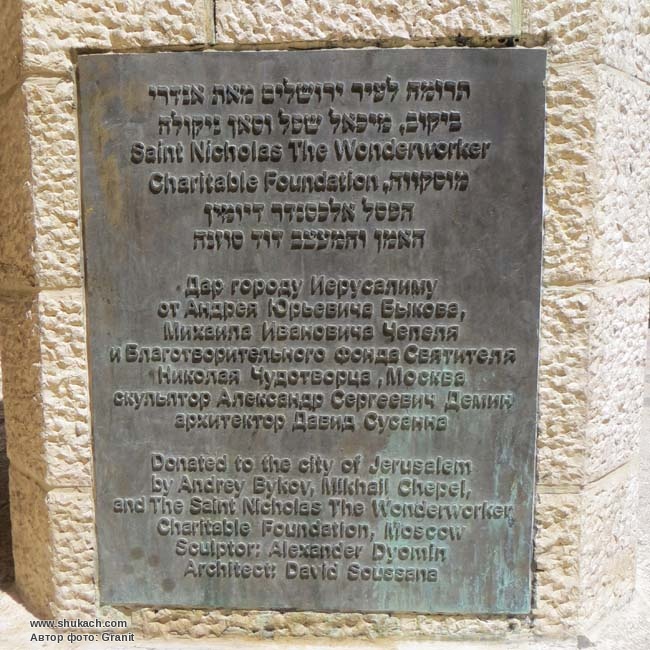 תרומה לעיר ירושלים מאת אנדרי
ביקוב, מיכאל שפל וסאן ניקולה
Saint Nicholas The Wonderworker
Charitable Foundation, מוסקווה
הפסל אלכסנדר דיומין
האמן והמעצב דוד סוזנה
Дар городу Иерусалиму
от Андрея Юрьевича Быкова,
Михаила Ивановича Чепеля
и Благотворительного фонда Святителя
Николая Чудотворца, Москва
скульптор Александр Сергеевич Демин
архитектор Давид Сусанна
Donated to the city of Jerusalem
by Andrey Bykov, Mikhail Chepel,
and The Saint Nicholas The Wonderworker
Charitable Foundation, Moscow
Sculptor: Alexander Dyomin
Architect: David Soussana
www.shukach.com
Автор фото: Granit